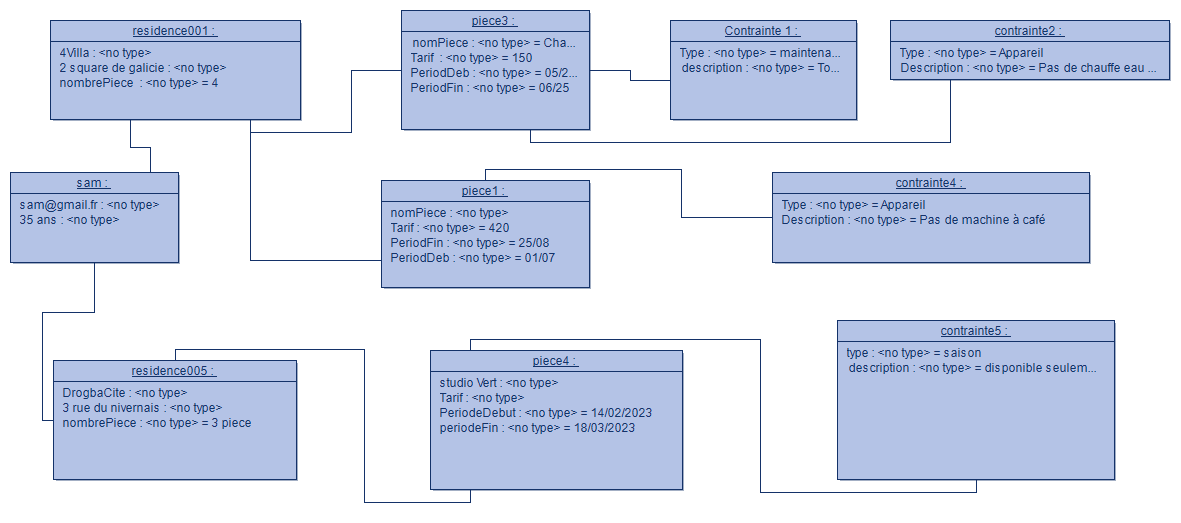 residence001 :
4Villa : <no type>
2 square de galicie : <no type>
nombrePiece : <no type> = 4
piece3 :
nomPiece : <no type> = Cha...
Tarif : <no type> = 150
PeriodDeb : <no type> = 05/2...
PeriodFin : <no type> = 06/25
Contrainte 1 :
Type : <no type> = maintena...
description : <no type> = To...
contrainte2 :
Type : <no type> = Appareil
Description : <no type> = Pas de chauffe eau ...
sam :
sam@gmail.fr : <no type>
35 ans : <no type>
piece1 :
nomPiece : <no type>
Tarif : <no type> = 420
PeriodFin : <no type> = 25/08
PeriodDeb : <no type> = 01/07
contrainte4 :
Type : <no type> = Appareil
Description : <no type> = Pas de machine à café
residence005 :
DrogbaCite : <no type>
3 rue du nivernais : <no type>
nombrePiece : <no type> = 3 piece
piece4 :
studio Vert : <no type>
Tarif : <no type>
PeriodeDebut : <no type> = 14/02/2023
periodeFin : <no type> = 18/03/2023
contrainte5 :
type : <no type> = saison
description : <no type> = disponible seulem...